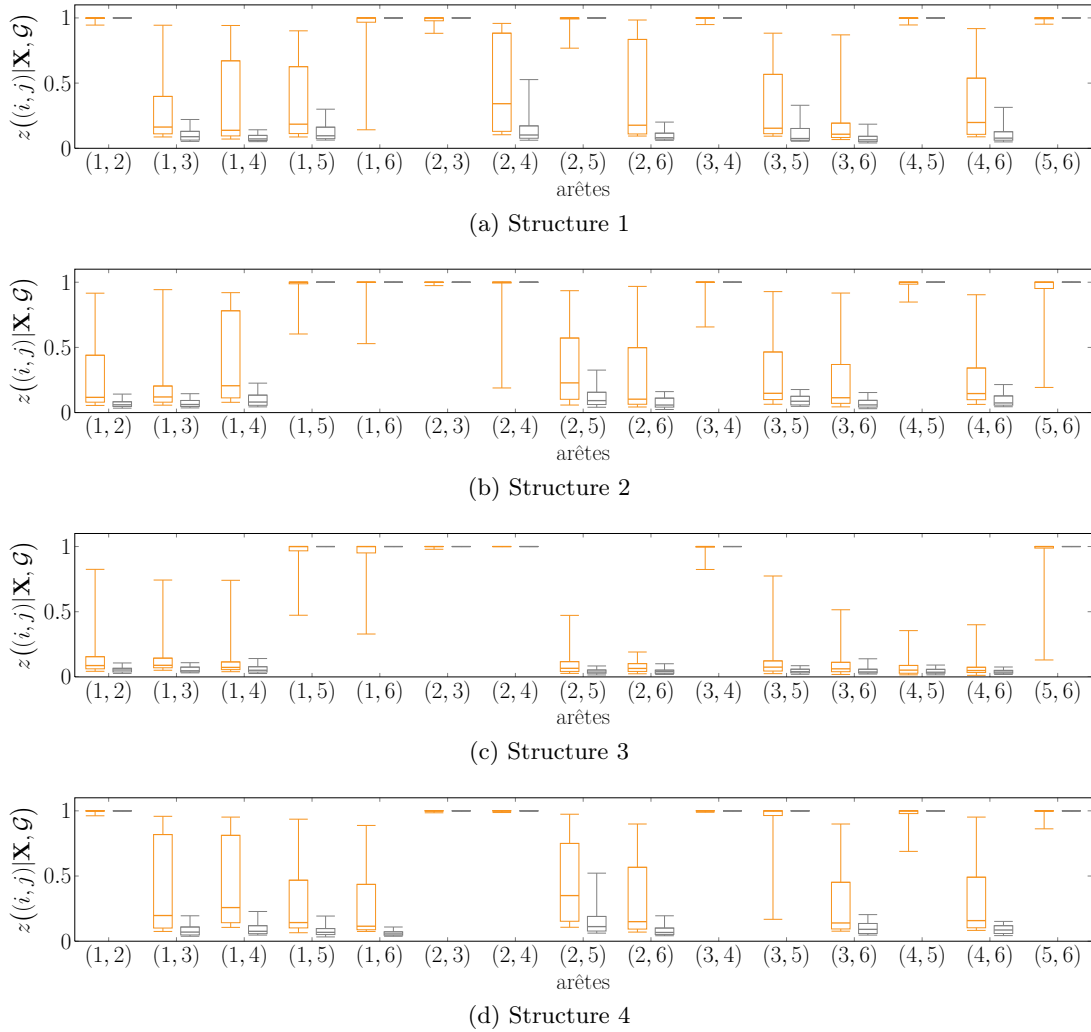 z((i, j)|X, G)
1
0.5
0
(1, 2) (1, 3) (1, 4) (1, 5) (1, 6) (2, 3) (2, 4) (2, 5) (2, 6) (3, 4) (3, 5) (3, 6) (4, 5) (4, 6) (5, 6)
arêtes
(a) Structure 1
z((i, j)|X, G)
1
0.5
0
(1, 2) (1, 3) (1, 4) (1, 5) (1, 6) (2, 3) (2, 4) (2, 5) (2, 6) (3, 4) (3, 5) (3, 6) (4, 5) (4, 6) (5, 6)
arêtes
(b) Structure 2
z((i, j)|X, G)
1
0.5
0
(1, 2) (1, 3) (1, 4) (1, 5) (1, 6) (2, 3) (2, 4) (2, 5) (2, 6) (3, 4) (3, 5) (3, 6) (4, 5) (4, 6) (5, 6)
arêtes
(c) Structure 3
z((i, j)|X, G)
1
0.5
0
(1, 2) (1, 3) (1, 4) (1, 5) (1, 6) (2, 3) (2, 4) (2, 5) (2, 6) (3, 4) (3, 5) (3, 6) (4, 5) (4, 6) (5, 6)
arêtes
(d) Structure 4